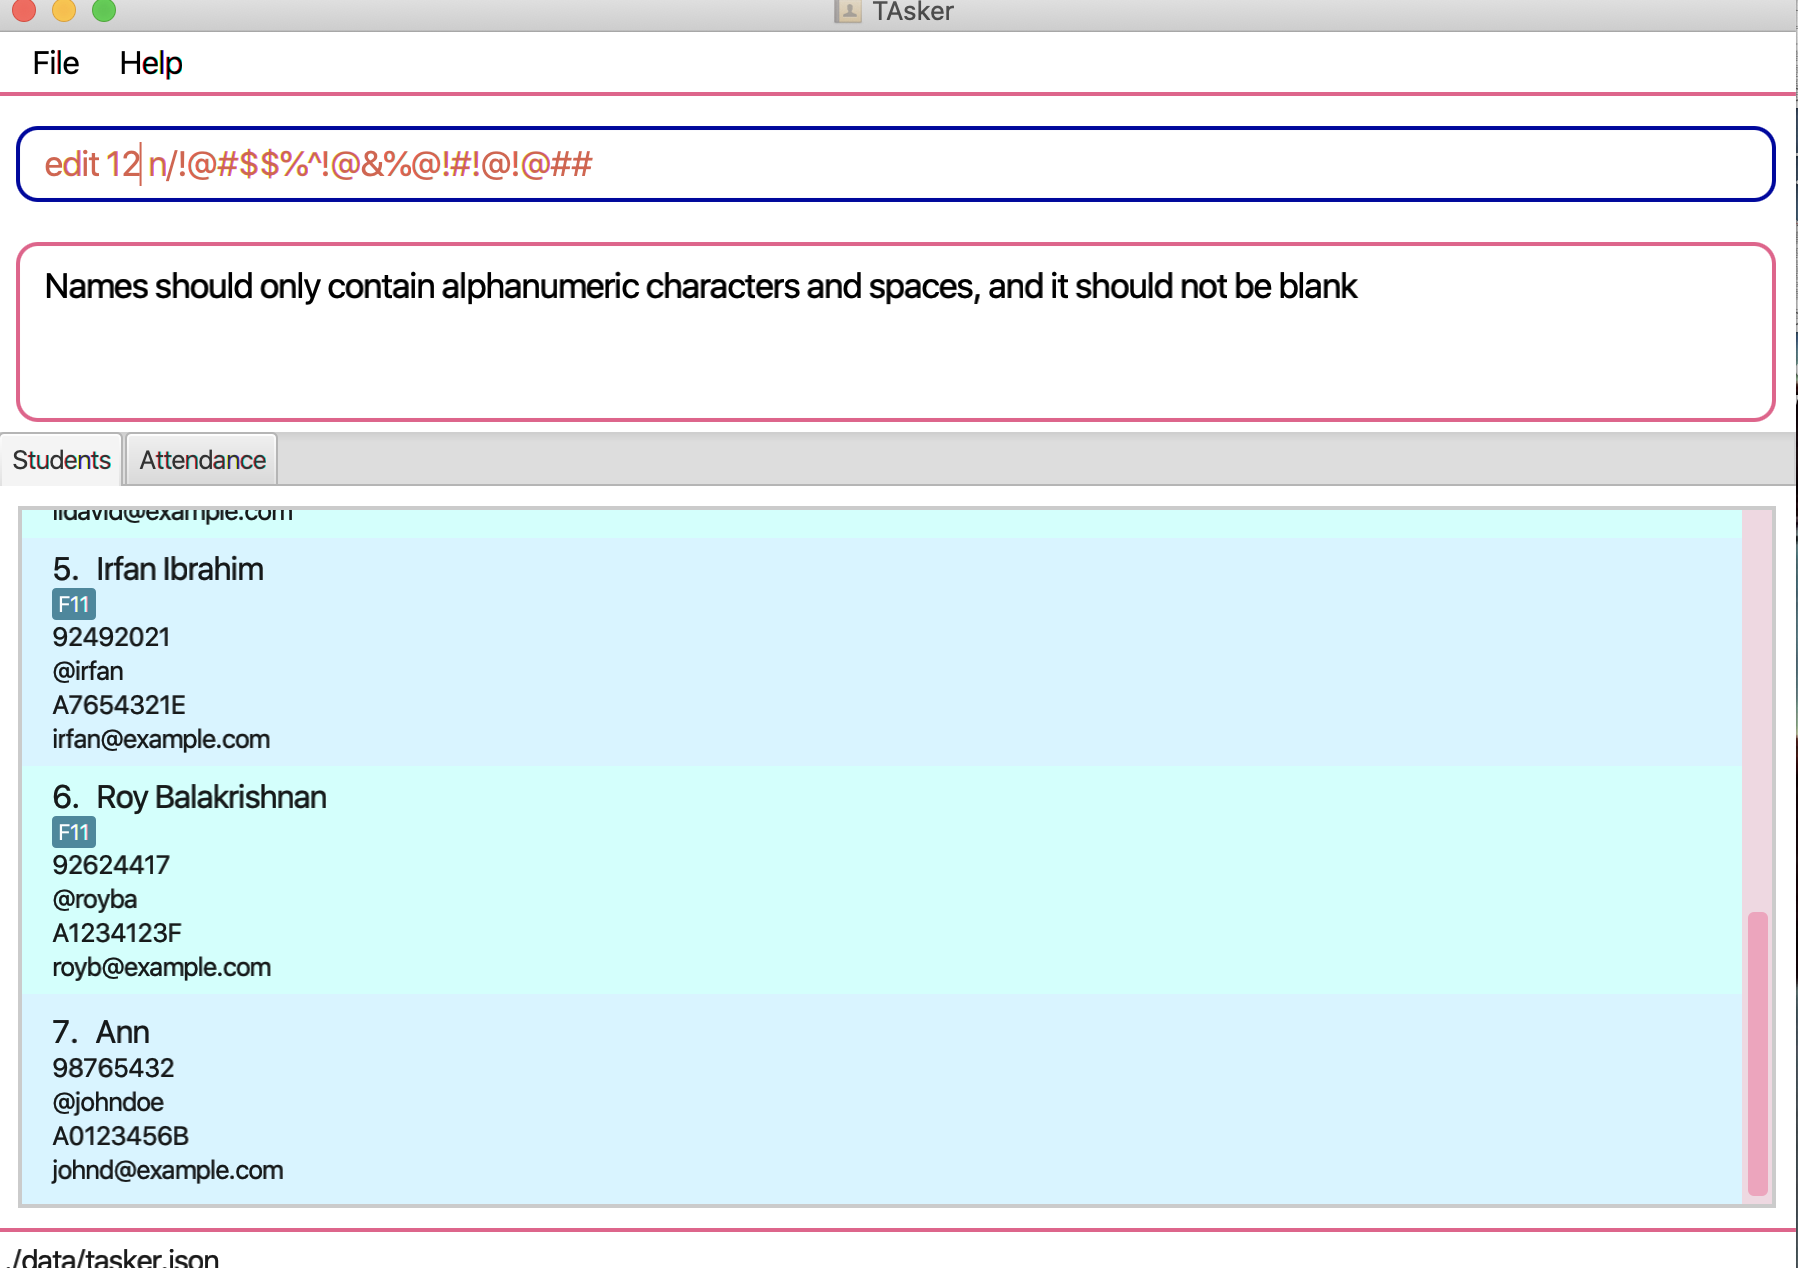 TAsker
File Help
edit 12 n/!@#$$%^!@&%@!#!@!@##
Names should only contain alphanumeric characters and spaces, and it should not be blank
Students Attendance
lidavid@example.com
5. Irfan Ibrahim
F11
92492021
@irfan
A7654321E
irfan@example.com
6. Roy Balakrishnan
F11
92624417
@royba
A1234123F
royb@example.com
7. Ann
98765432
@johndoe
A0123456B
johnd@example.com
./data/tasker.json